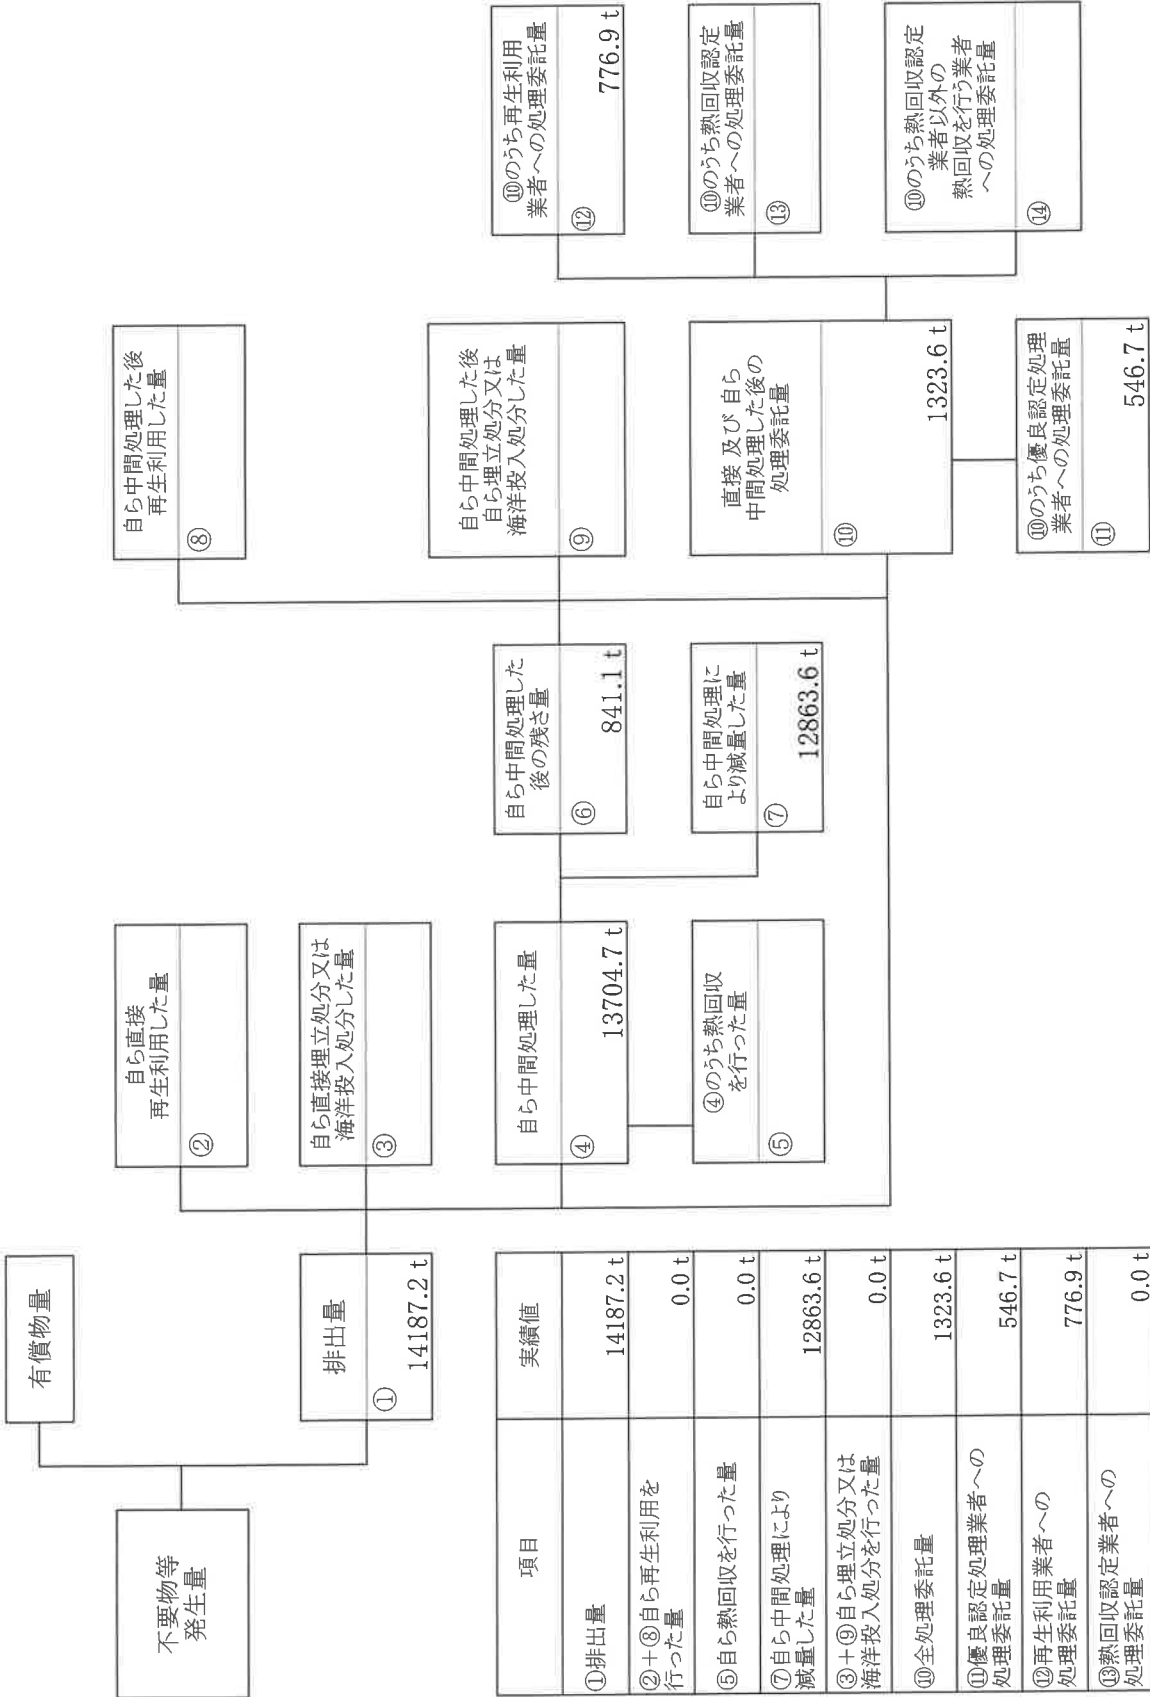 不要物等
発生量
有償物量
排出量
①
14187.2 t
自ら直接
再生利用した量
②
自ら直接埋立処分又は
海洋投入処分した量
③
自ら中間処理した量
④
13704.7 t
④のうち熱回収
を行った量
⑤
自ら中間処理した
後の残さ量
⑥
841.1 t
自ら中間処理に
より減量した量
⑦
12863.6 t
自ら中間処理した後
再生利用した量
⑧
自ら中間処理した後
自ら埋立処分又は
海洋投入処分した量
⑨
直接 及び 自ら
中間処理した後の
処理委託量
⑩
1323.6 t
⑩のうち優良認定処理
業者への処理委託量
⑪
546.7 t
⑩のうち再生利用
業者への処理委託量
⑫
776.9 t
⑩のうち熱回収認定
業者への処理委託量
⑬
⑩のうち熱回収認定
業者以外の
熱回収を行う業者
への処理委託量
⑭
項目
実績値
①排出量
14187.2 t
②＋⑧自ら再生利用を
行った量
0.0 t
⑤自ら熱回収を行った量
0.0 t
⑦自ら中間処理により
減量した量
12863.6 t
③＋⑨自ら埋立処分又は
海洋投入処分を行った量
0.0 t
⑩全処理委託量
1323.6 t
⑪優良認定処理業者への
処理委託量
546.7 t
⑫再生利用業者への
処理委託量
776.9 t
⑬熱回収認定業者への
処理委託量
0.0 t